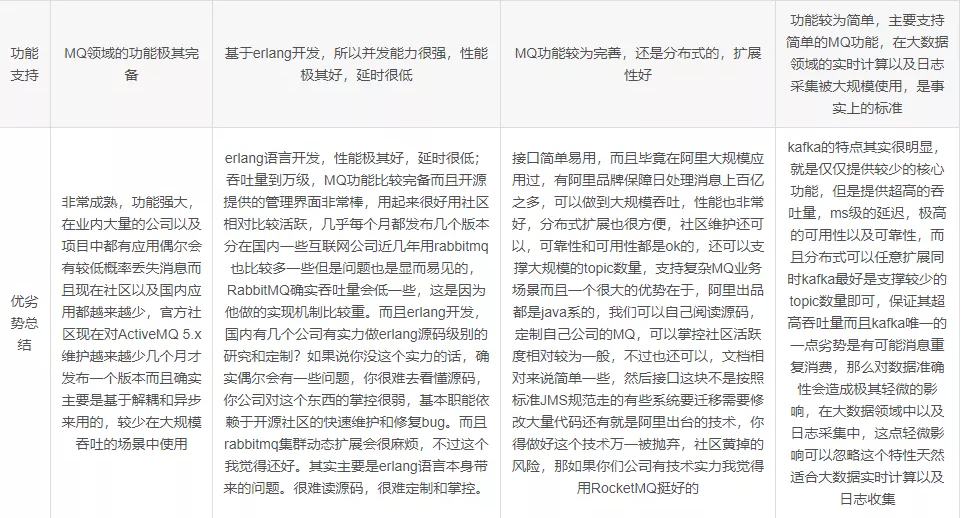 功能
支持
MQ领域的功能极其完
备
基于erlang开发，所以并发能力很强，性能
极其好，延时很低
MQ功能较为完善，还是分布式的，扩展
性好
功能较为简单，主要支持
简单的MQ功能，在大数据
领域的实时计算以及日志
采集被大规模使用，是事
实上的标准
优劣
势总
结
非常成熟，功能强大，
在业内大量的公司以及
项目中都有应用偶尔会
有较低概率丢失消息而
且现在社区以及国内应
用都越来越少，官方社
区现在对ActiveMQ 5.x
维护越来越少几个月才
发布一个版本而且确实
主要是基于解耦和异步
来用的，较少在大规模
吞吐的场景中使用
erlang语言开发，性能极其好，延时很低；
吞吐量到万级，MQ功能比较完备而且开源
提供的管理界面非常棒，用起来很好用社区
相对比较活跃，几乎每个月都发布几个版本
分在国内一些互联网公司近几年用rabbitmq
也比较多一些但是问题也是显而易见的，
RabbitMQ确实吞吐量会低一些，这是因为
他做的实现机制比较重。而且erlang开发，
国内有几个公司有实力做erlang源码级别的
研究和定制？如果说你没这个实力的话，确
实偶尔会有一些问题，你很难去看懂源码，
你公司对这个东西的掌控很弱，基本职能依
赖于开源社区的快速维护和修复bug。而且
rabbitmq集群动态扩展会很麻烦，不过这个
我觉得还好。其实主要是erlang语言本身带
来的问题。很难读源码，很难定制和掌控。
接口简单易用，而且毕竟在阿里大规模应
用过，有阿里品牌保障日处理消息上百亿
之多，可以做到大规模吞吐，性能也非常
好，分布式扩展也很方便，社区维护还可
以，可靠性和可用性都是ok的，还可以支
撑大规模的topic数量，支持复杂MQ业务
场景而且一个很大的优势在于，阿里出品
都是java系的，我们可以自己阅读源码，
定制自己公司的MQ，可以掌控社区活跃
度相对较为一般，不过也还可以，文档相
对来说简单一些，然后接口这块不是按照
标准JMS规范走的有些系统要迁移需要
修改大量代码还有就是阿里出台的技术，
你得做好这个技术万一被抛弃，社区黄掉的
风险，那如果你们公司有技术实力我觉得
用RocketMQ挺好的
kafka的特点其实很明显，
就是仅仅提供较少的核心
功能，但是提供超高的吞
吐量，ms级的延迟，极高
的可用性以及可靠性，而
且分布式可以任意扩展同
时kafka最好是支撑较少的
topic数量即可，保证其超
高吞吐量而且kafka唯一的
一点劣势是有可能消息重
复消费，那么对数据准确
性会造成极其轻微的影
响，在大数据领域中以及
日志采集中，这点轻微影
响可以忽略这个特性天然
适合大数据实时计算以及
日志收集